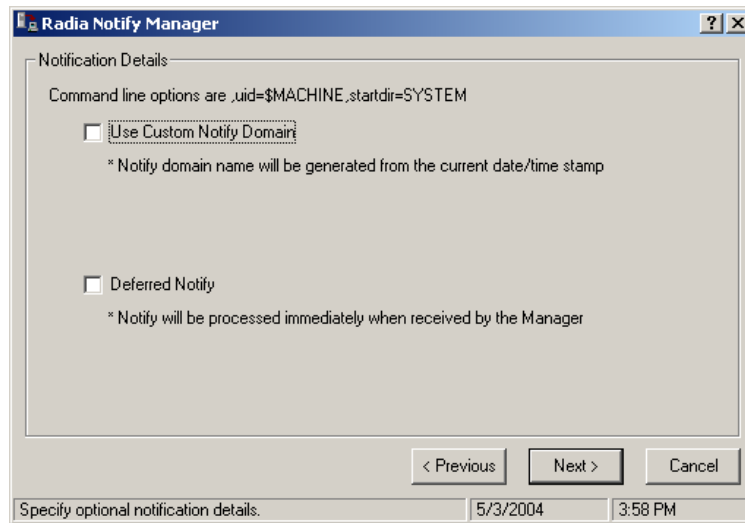 Radia Notify Manager
Notification Details
Command line options are ,uid=$MACHINE,startdir=SYSTEM
Use Custom Notify Domain
* Notify domain name will be generated from the current date/time stamp
Deferred Notify
* Notify will be processed immediately when received by the Manager
< Previous Next > Cancel
Specify optional notification details. 5/3/2004 3:58 PM